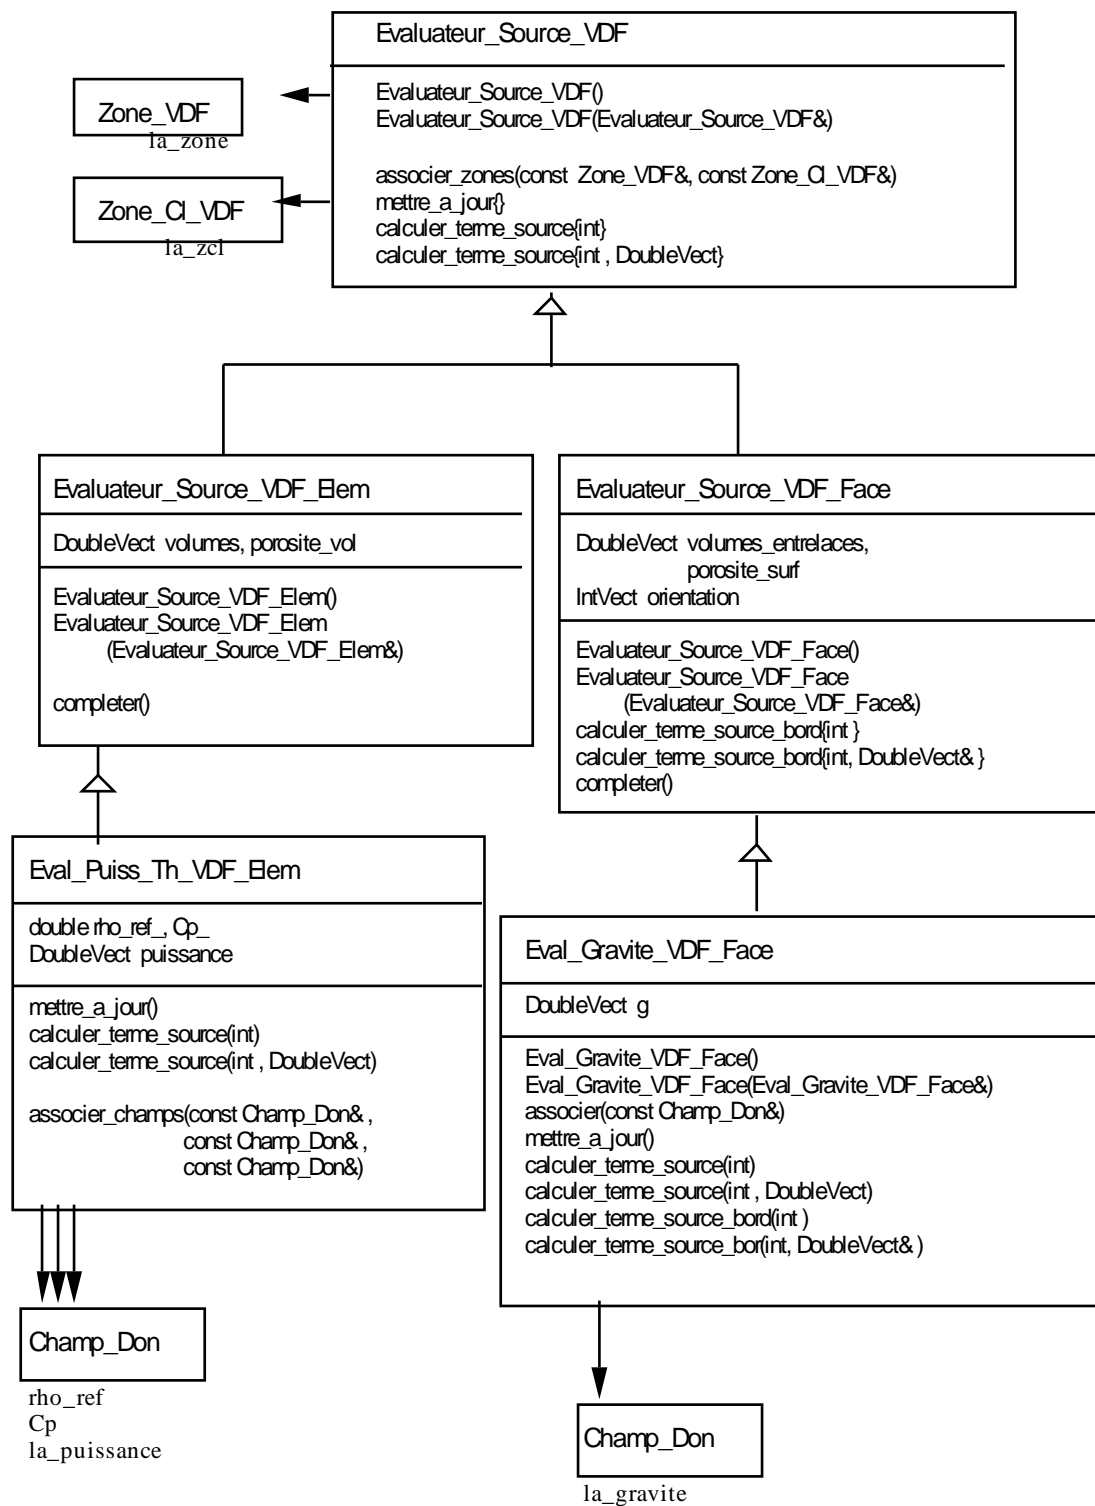 Evaluateur_Source_VDF
Evaluateur_Source_VDF()
Evaluateur_Source_VDF(Evaluateur_Source_VDF&)
associer_zones(const Zone_VDF&, const Zone_Cl_VDF&)
mettre_a_jour{}
calculer_terme_source{int}
calculer_terme_source{int , DoubleVect}
Zone_VDF
la_zone
Zone_Cl_VDF
la_zcl
Evaluateur_Source_VDF_Elem
DoubleVect volumes, porosite_vol
Evaluateur_Source_VDF_Elem()
Evaluateur_Source_VDF_Elem
(Evaluateur_Source_VDF_Elem&)
completer()
Evaluateur_Source_VDF_Face
DoubleVect volumes_entrelaces,
porosite_surf
IntVect orientation
Evaluateur_Source_VDF_Face()
Evaluateur_Source_VDF_Face
(Evaluateur_Source_VDF_Face&)
calculer_terme_source_bord{int }
calculer_terme_source_bord{int, DoubleVect& }
completer()
Eval_Puiss_Th_VDF_Elem
double rho_ref_, Cp_
DoubleVect puissance
mettre_a_jour()
calculer_terme_source(int)
calculer_terme_source(int , DoubleVect)
associer_champs(const Champ_Don& ,
const Champ_Don& ,
const Champ_Don&)
Champ_Don
rho_ref
Cp
la_puissance
Eval_Gravite_VDF_Face
DoubleVect g
Eval_Gravite_VDF_Face()
Eval_Gravite_VDF_Face(Eval_Gravite_VDF_Face&)
associer(const Champ_Don&)
mettre_a_jour()
calculer_terme_source(int)
calculer_terme_source(int , DoubleVect)
calculer_terme_source_bord(int )
calculer_terme_source_bor(int, DoubleVect& )
Champ_Don
la_gravite